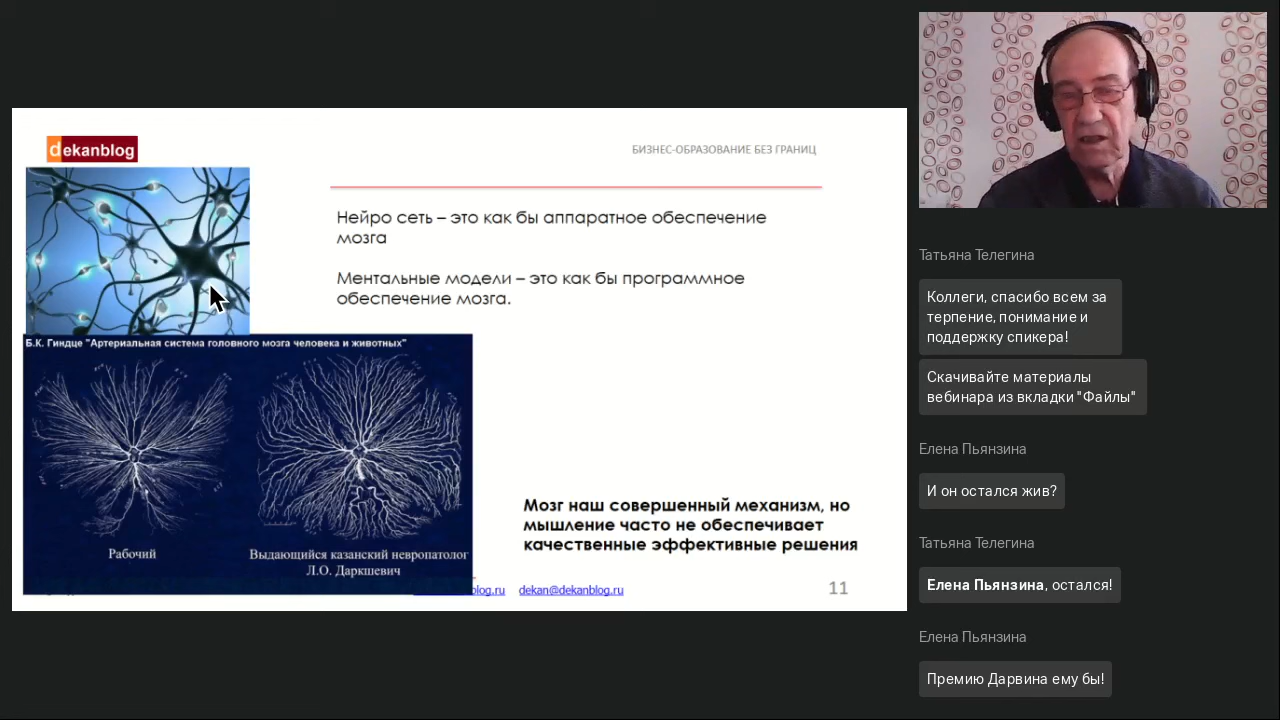 dekanblog
БИЗНЕС-ОБРАЗОВАНИЕ БЕЗ ГРАНИЦ
Нейро сеть – это как бы аппаратное обеспечение
мозга
Ментальные модели – это как бы программное
обеспечение мозга.
Б.К. Гиндце "Артериальная система головного мозга человека и животных"
Рабочий
Выдающийся казанский невропатолог
Л.О. Даркшевич
Мозг наш совершенный механизм, но
мышление часто не обеспечивает
качественные эффективные решения
blog.ru dekan@dekanblog.ru
11
Татьяна Телегина
Коллеги, спасибо всем за
терпение, понимание и
поддержку спикера!
Скачивайте материалы
вебинара из вкладки "Файлы"
Елена Пьянзина
И он остался жив?
Татьяна Телегина
Елена Пьянзина, остался!
Елена Пьянзина
Премию Дарвина ему бы!